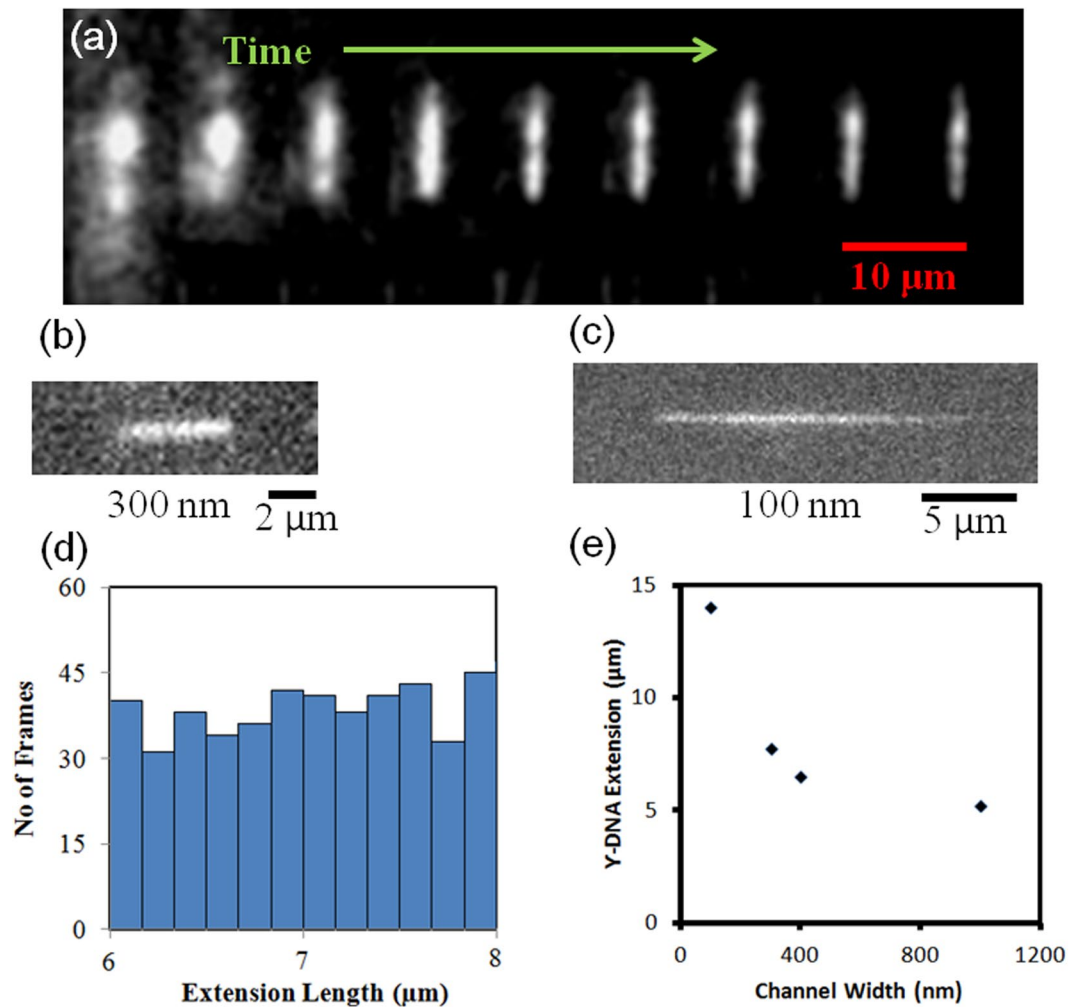 (a)
Time
10 μm
(b)
300 nm
2 μm
(c)
100 nm
5 μm
(d)
60
45
30
15
0
No of Frames
6
7
8
Extension Length (μm)
(e)
15
10
5
0
Y-DNA Extension (μm)
0
400
800
1200
Channel Width (nm)